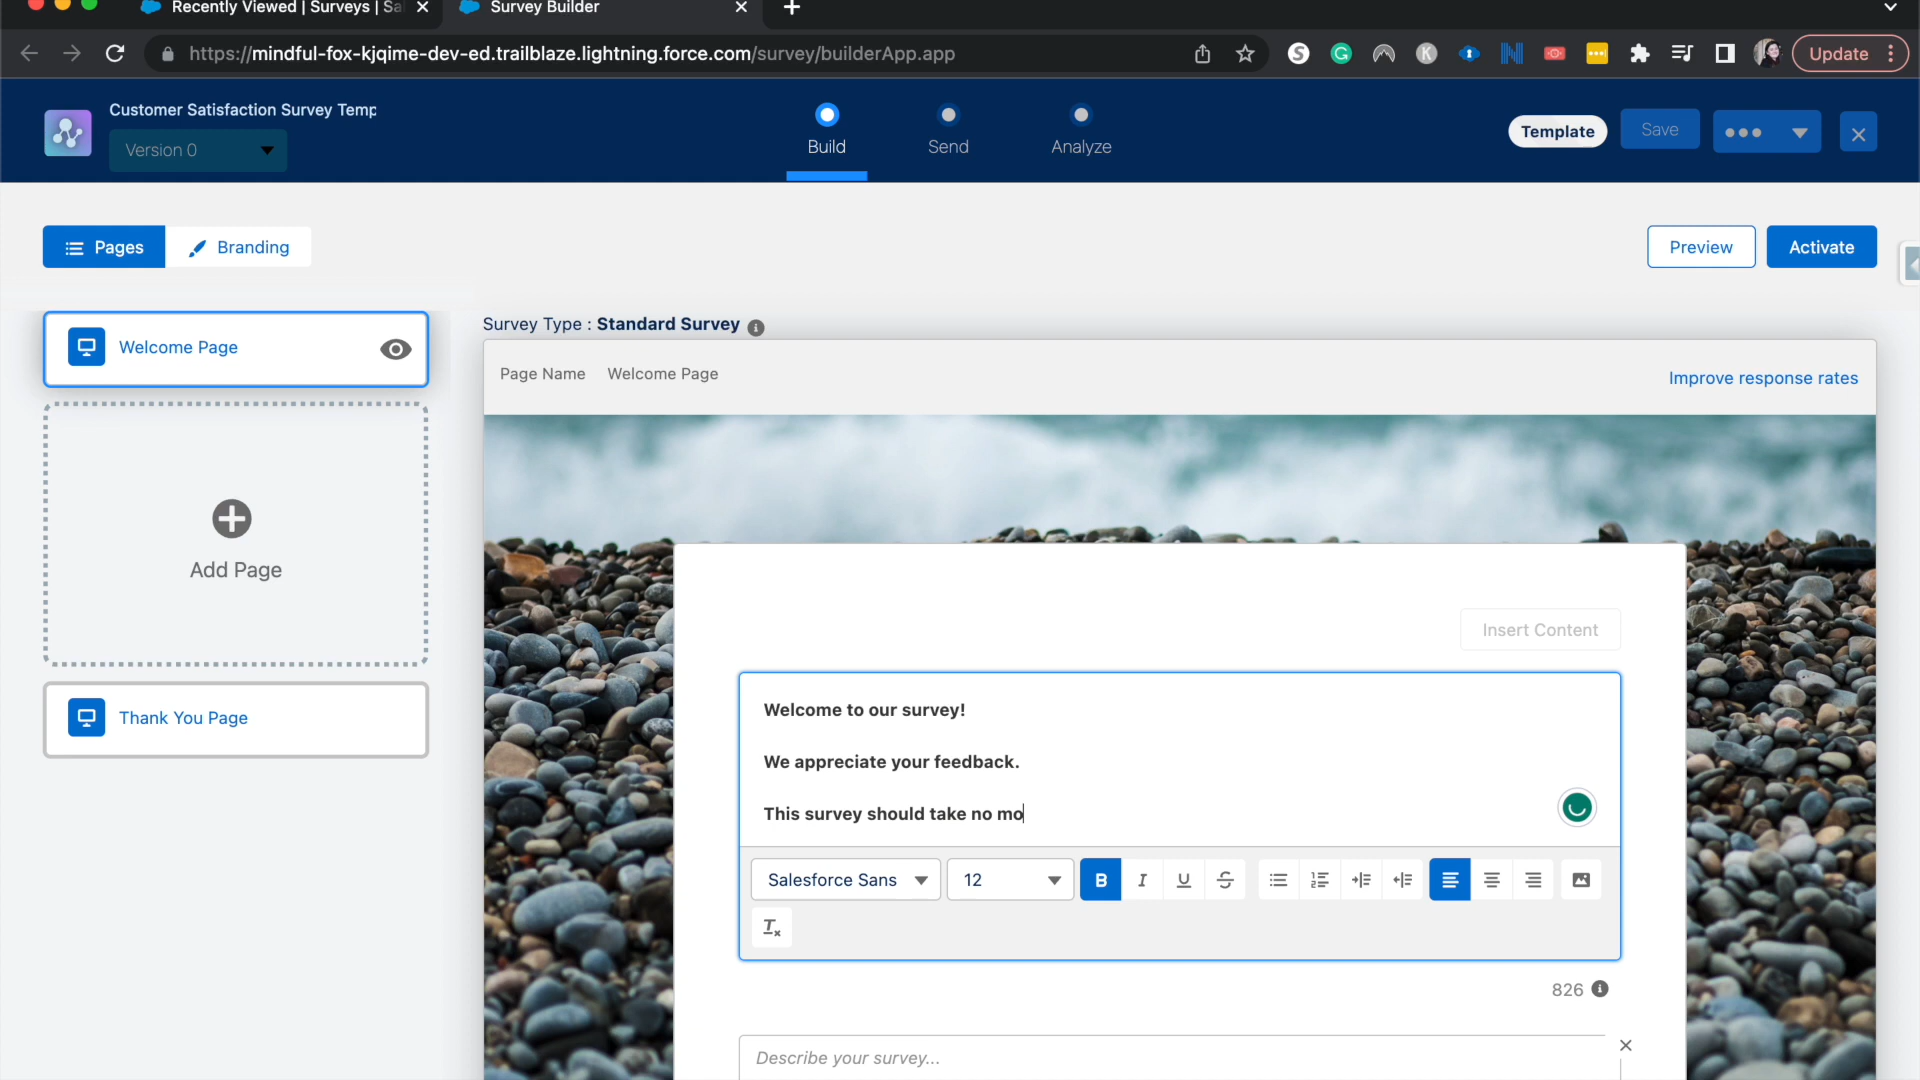 Recently Viewed | Surveys | Sa
Survey Builder
https://mindful-fox-kjqime-dev-ed.trailblaze.lightning.force.com/survey/builderApp.app
Update
Customer Satisfaction Survey Temp
Version 0
Build
Send
Analyze
Template
Save
Pages
Branding
Preview
Activate
Welcome Page
Add Page
Thank You Page
Survey Type : Standard Survey
Page Name
Welcome Page
Improve response rates
Insert Content
Welcome to our survey!
We appreciate your feedback.
This survey should take no mo
Salesforce Sans
12
B
I
U
S
826
Describe your survey...